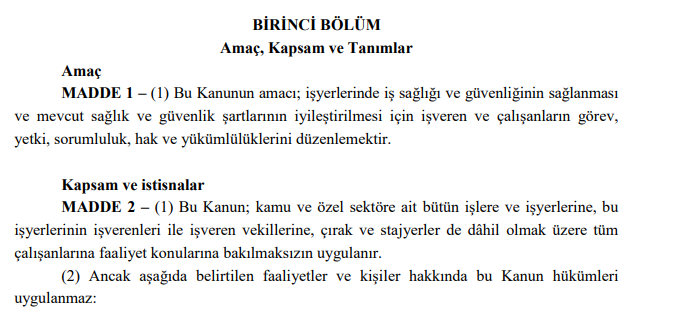 BİRİNCİ BÖLÜM
Amaç, Kapsam ve Tanımlar
Amaç
MADDE 1 – (1) Bu Kanunun amacı; işyerlerinde iş sağlığı ve güvenliğinin sağlanması
ve mevcut sağlık ve güvenlik şartlarının iyileştirilmesi için işveren ve çalışanların görev,
yetki, sorumluluk, hak ve yükümlülüklerini düzenlemektir.
Kapsam ve istisnalar
MADDE 2 – (1) Bu Kanun; kamu ve özel sektöre ait bütün işlere ve işyerlerine, bu
işyerlerinin işverenleri ile işveren vekillerine, çırak ve stajyerler de dâhil olmak üzere tüm
çalışanlarına faaliyet konularına bakılmaksızın uygulanır.
(2) Ancak aşağıda belirtilen faaliyetler ve kişiler hakkında bu Kanun hükümleri
uygulanmaz: